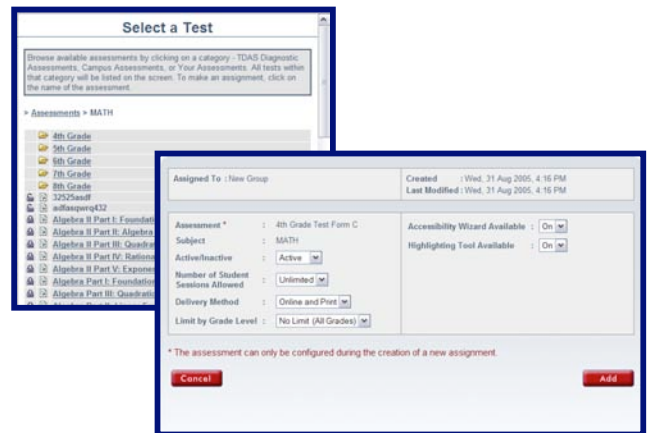 Select a Test
Browse available assessments by clicking on a category - TDAS Diagnostic
Assessments, Campus Assessments, or Your Assessments. All tests within
that category will be listed on the screen. To make an assignment, click on
the name of the assessment.
» Assessments > MATH
4th Grade
5th Grade
6th Grade
7th Grade
8th Grade
32525asdf
adfasqwrq432
Algebra II Part I: Foundati
Algebra II Part II: Algebra
Algebra II Part III: Quadra
Algebra II Part IV: Rationa
Algebra II Part V: Exponen
Algebra Part I: Foundation
Algebra Part III: Quadratic
Assigned To : New Group
Created : Wed, 31 Aug 2005, 4:16 PM
Last Modified : Wed, 31 Aug 2005, 4:16 PM
Assessment * : 4th Grade Test Form C
Subject : MATH
Active/Inactive : Active
Number of Student
Sessions Allowed : Unlimited
Delivery Method : Online and Print
Limit by Grade Level : No Limit (All Grades)
Accessibility Wizard Available : On
Highlighting Tool Available : On
* The assessment can only be configured during the creation of a new assignment.
Cancel
Add